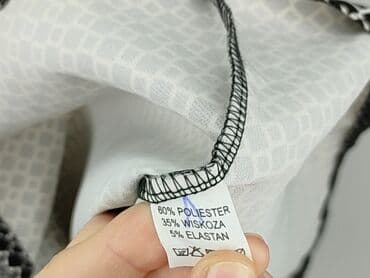 60% POLIESTER
35% WISKOZA
5% ELASTAN